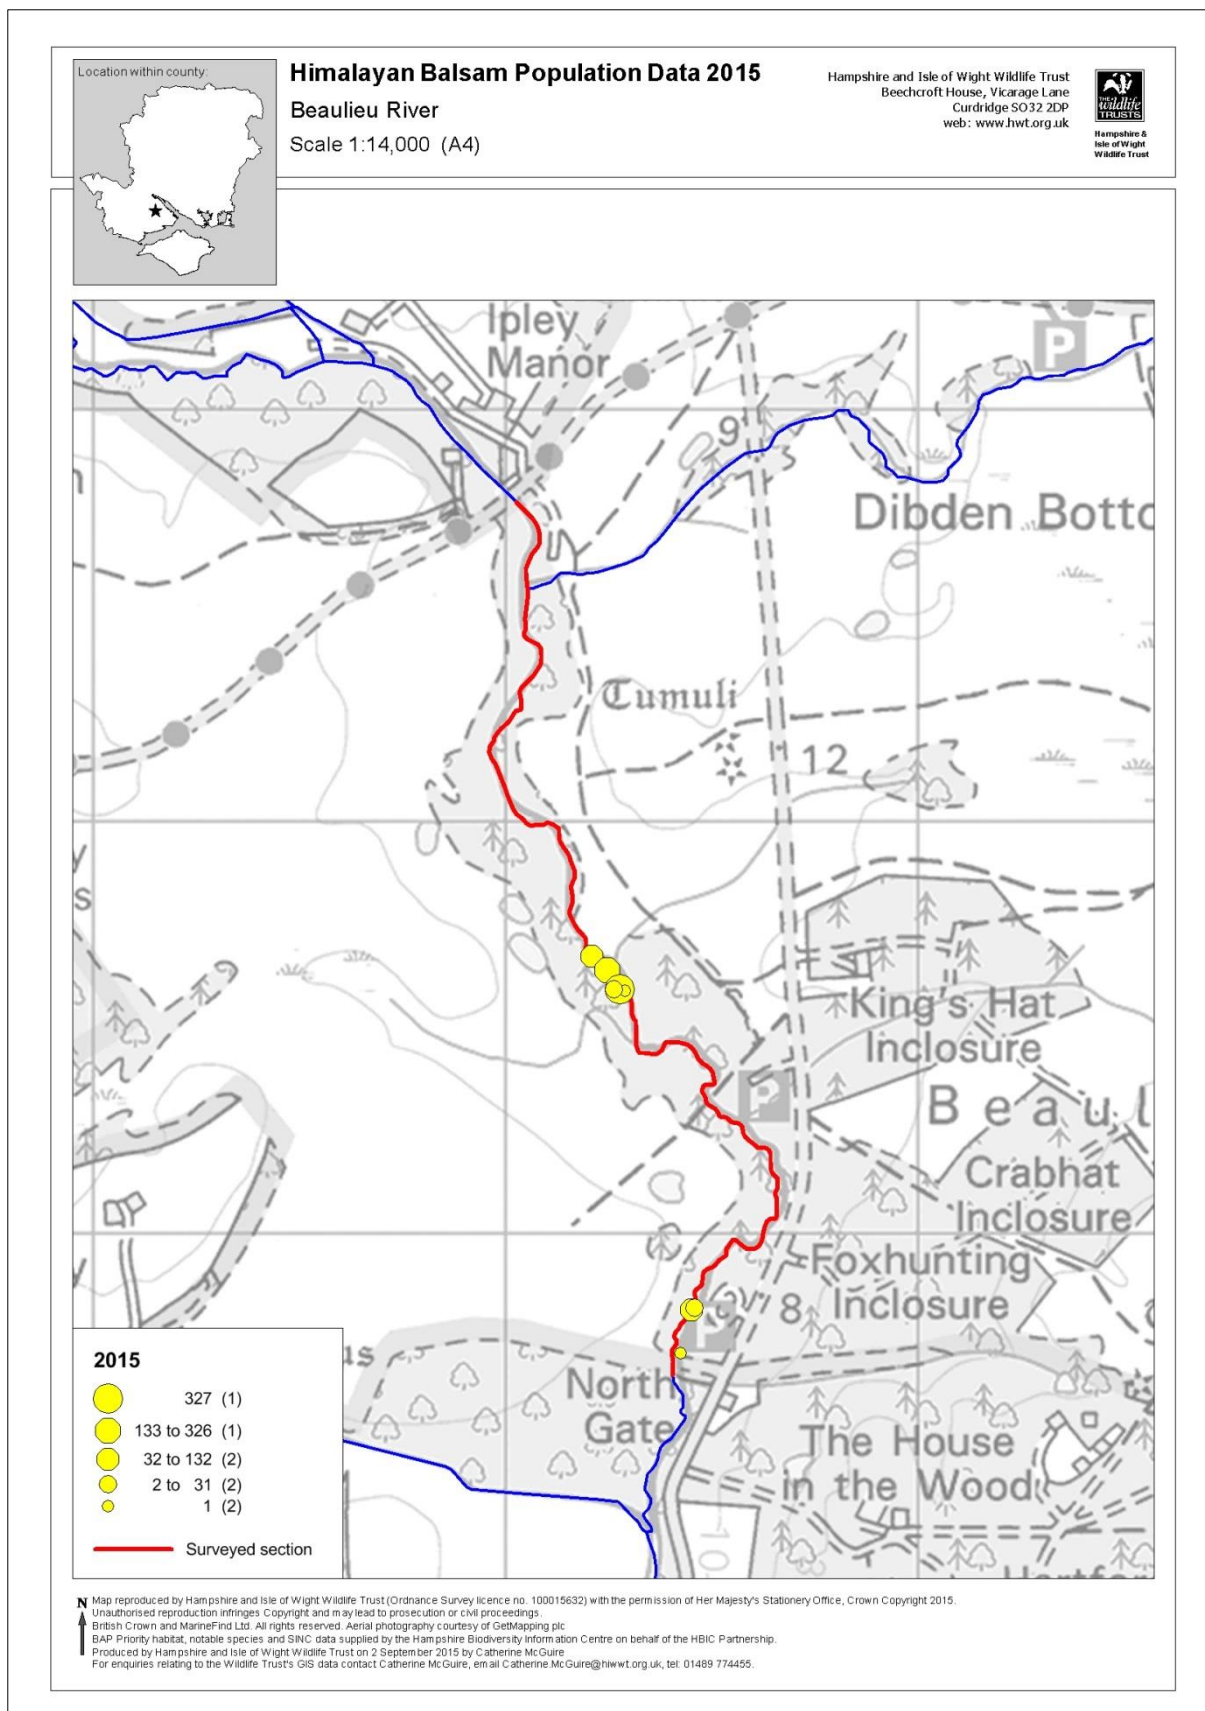 Location within county:
Himalayan Balsam Population Data 2015
Beaulieu River
Scale 1:14,000 (A4)
Hampshire and Isle of Wight Wildlife Trust
Beechcroft House, Vicarage Lane
Curdridge SO32 2DP
web: www.hwt.org.uk
THE
wildlife
TRUSTS
Hampshire &
Isle of Wight
Wildlife Trust
Ipley
Manor
P
9
Dibden Botto
Tumuli
12
y
s
King's Hat
Inclosure
P
Beaul
Crabhat
Inclosure
Foxhunting
Inclosure
8
P
us
North
Gate
The House
in the Wood
10
Hartfor
2015
327 (1)
133 to 326 (1)
32 to 132 (2)
2 to 31 (2)
1 (2)
Surveyed section
N
Map reproduced by Hampshire and Isle of Wight Wildlife Trust (Ordnance Survey licence no. 100015632) with the permission of Her Majesty's Stationery Office, Crown Copyright 2015.
Unauthorised reproduction infringes Copyright and may lead to prosecution or civil proceedings.
British Crown and MarineFind Ltd. All rights reserved. Aerial photography courtesy of GetMapping plc
BAP Priority habitat, notable species and SINC data supplied by the Hampshire Biodiversity Information Centre on behalf of the HBIC Partnership.
Produced by Hampshire and Isle of Wight Wildlife Trust on 2 September 2015 by Catherine McGuire
For enquiries relating to the Wildlife Trust's GIS data contact Catherine McGuire, email Catherine.McGuire@hiwwt.org.uk, tel: 01489 774455.